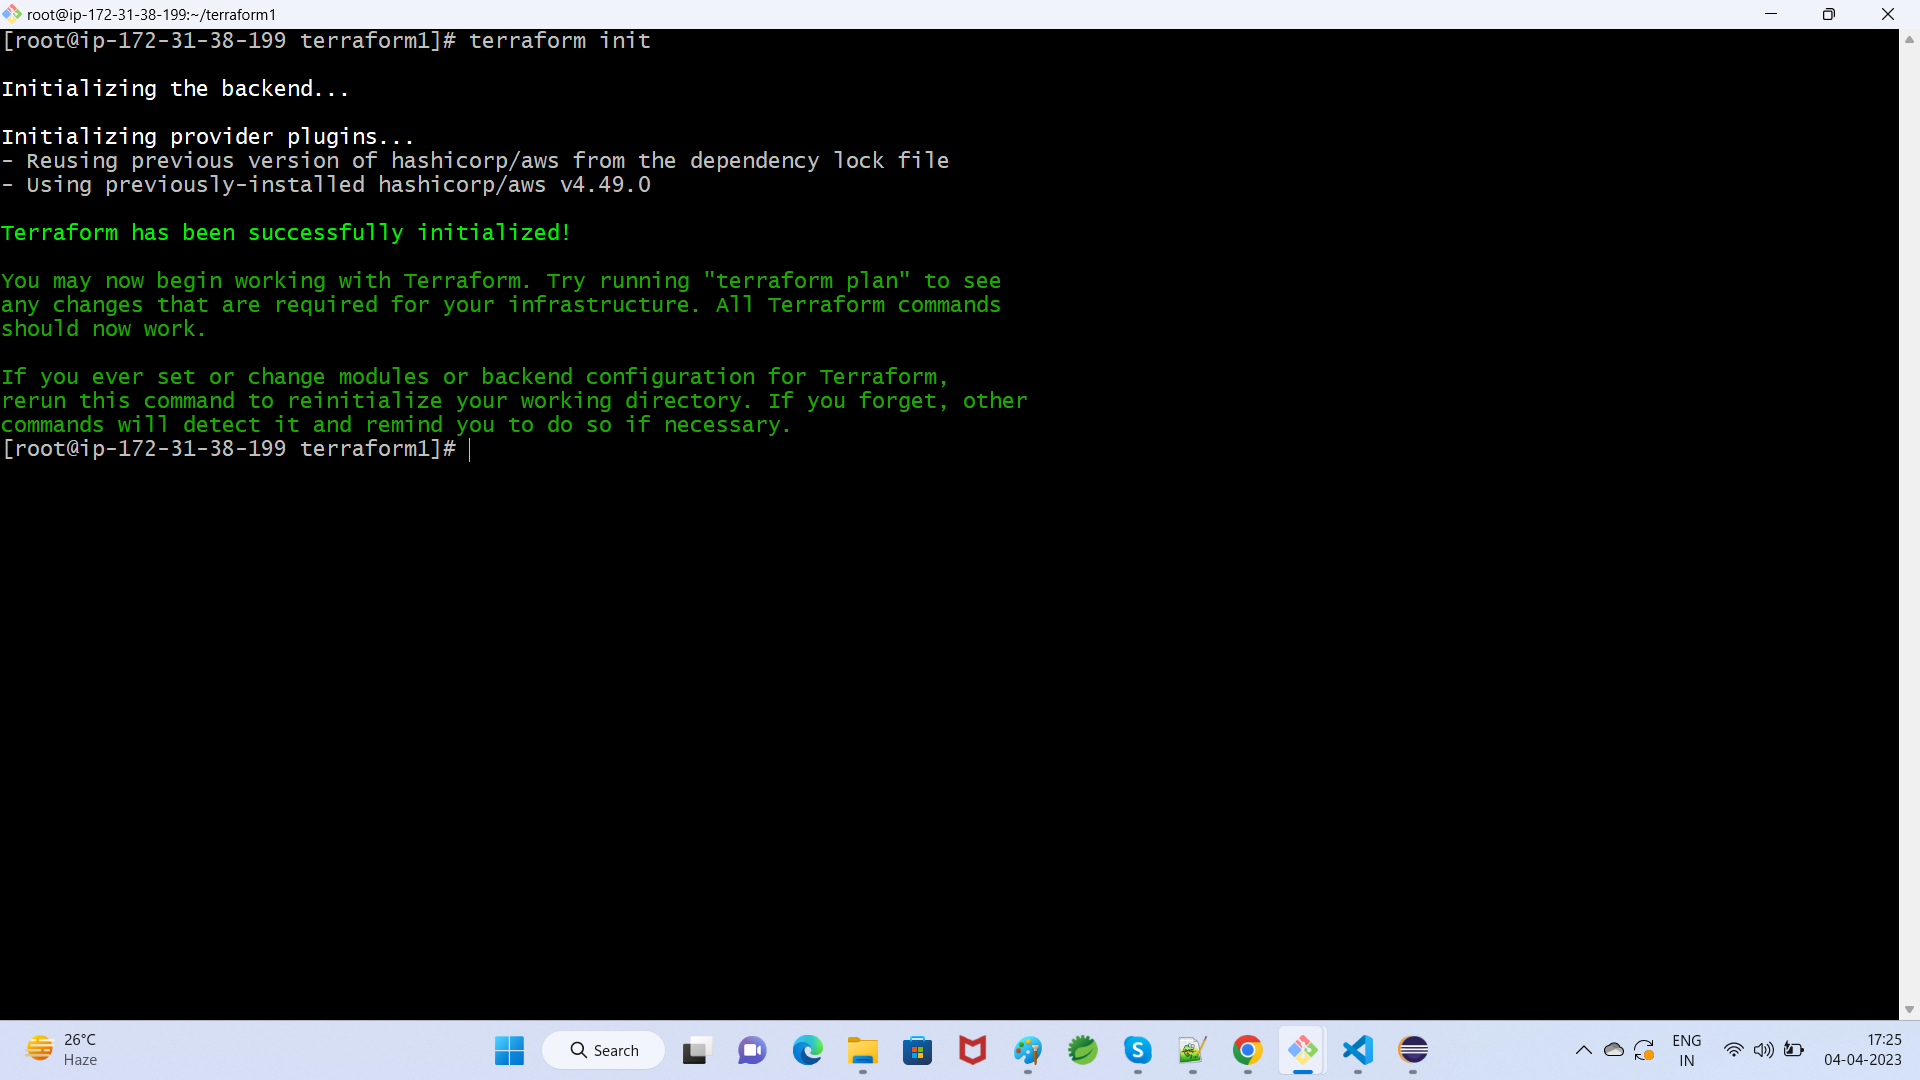 root@ip-172-31-38-199:~/terraform1
[root@ip-172-31-38-199 terraform1]# terraform init
Initializing the backend...
Initializing provider plugins...
- Reusing previous version of hashicorp/aws from the dependency lock file
- Using previously-installed hashicorp/aws v4.49.0
Terraform has been successfully initialized!
You may now begin working with Terraform. Try running "terraform plan" to see
any changes that are required for your infrastructure. All Terraform commands
should now work.
If you ever set or change modules or backend configuration for Terraform,
rerun this command to reinitialize your working directory. If you forget, other
commands will detect it and remind you to do so if necessary.
[root@ip-172-31-38-199 terraform1]#
26°C
Haze
Search
ENG
IN
17:25
04-04-2023